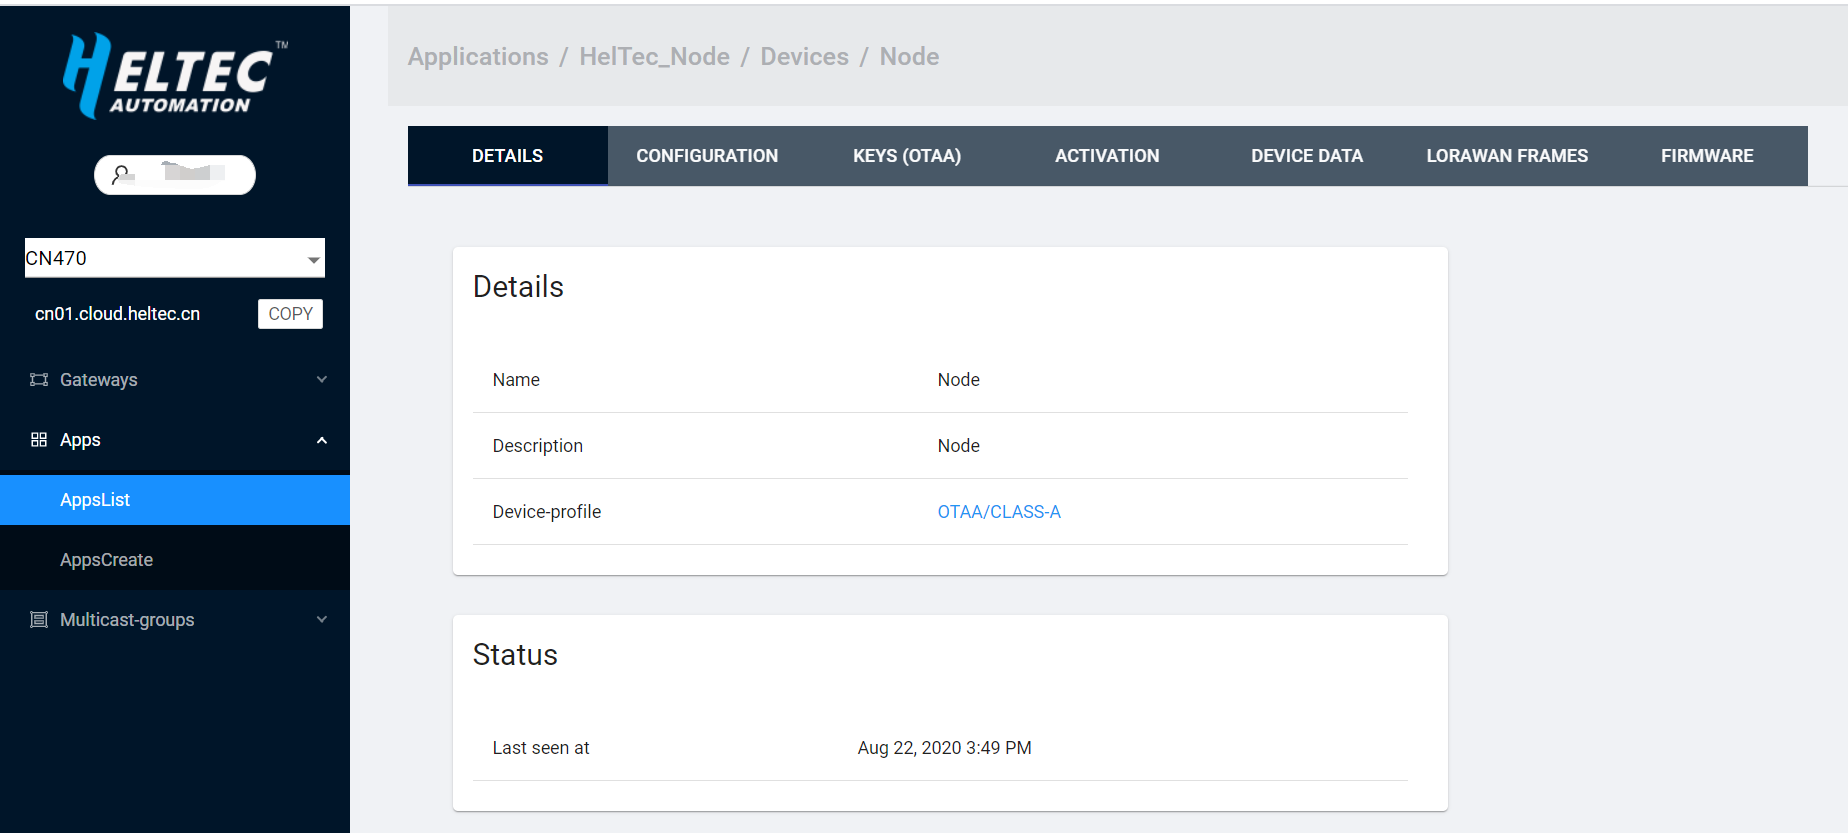 HELTEC™
AUTOMATION
CN470
cn01.cloud.heltec.cn COPY
Gateways
Apps
AppsList
AppsCreate
Multicast-groups
Applications / HelTec_Node / Devices / Node
DETAILS CONFIGURATION KEYS (OTAA) ACTIVATION DEVICE DATA LORAWAN FRAMES FIRMWARE
Details
Name Node
Description Node
Device-profile OTAA/CLASS-A
Status
Last seen at Aug 22, 2020 3:49 PM